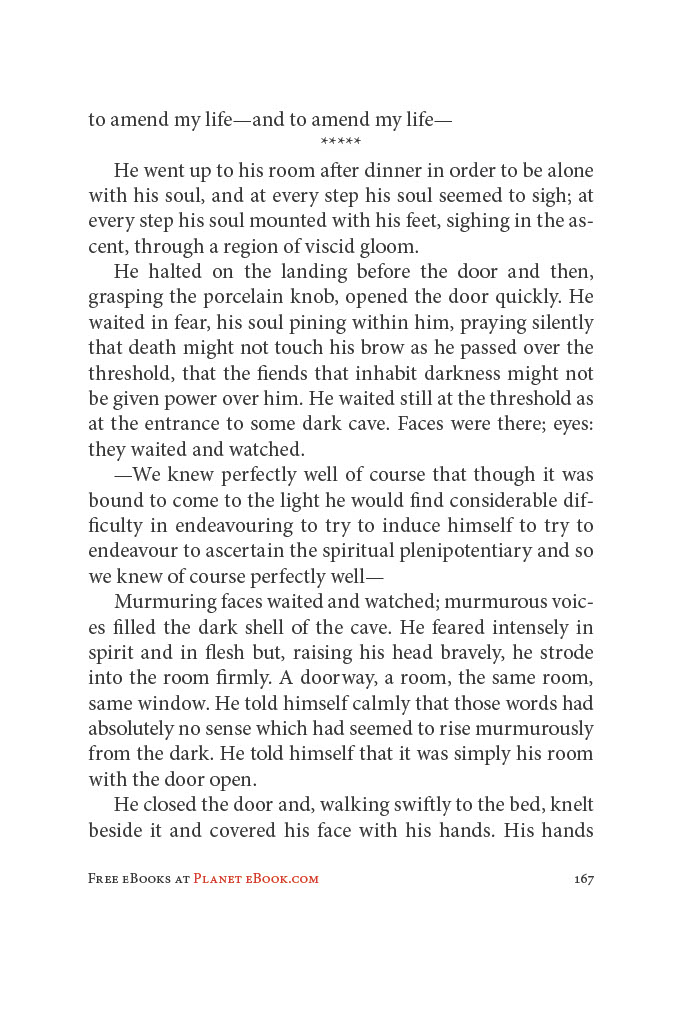 to amend my life—and to amend my life—
*****
He went up to his room after dinner in order to be alone
with his soul, and at every step his soul seemed to sigh; at
every step his soul mounted with his feet, sighing in the as-
cent, through a region of viscid gloom.
He halted on the landing before the door and then,
grasping the porcelain knob, opened the door quickly. He
waited in fear, his soul pining within him, praying silently
that death might not touch his brow as he passed over the
threshold, that the fiends that inhabit darkness might not
be given power over him. He waited still at the threshold as
at the entrance to some dark cave. Faces were there; eyes:
they waited and watched.
—We knew perfectly well of course that though it was
bound to come to the light he would find considerable dif-
ficulty in endeavouring to try to induce himself to try to
endeavour to ascertain the spiritual plenipotentiary and so
we knew of course perfectly well—
Murmuring faces waited and watched; murmurous voic-
es filled the dark shell of the cave. He feared intensely in
spirit and in flesh but, raising his head bravely, he strode
into the room firmly. A doorway, a room, the same room,
same window. He told himself calmly that those words had
absolutely no sense which had seemed to rise murmurously
from the dark. He told himself that it was simply his room
with the door open.
He closed the door and, walking swiftly to the bed, knelt
beside it and covered his face with his hands. His hands
Free eBooks at Planet eBook.com 167